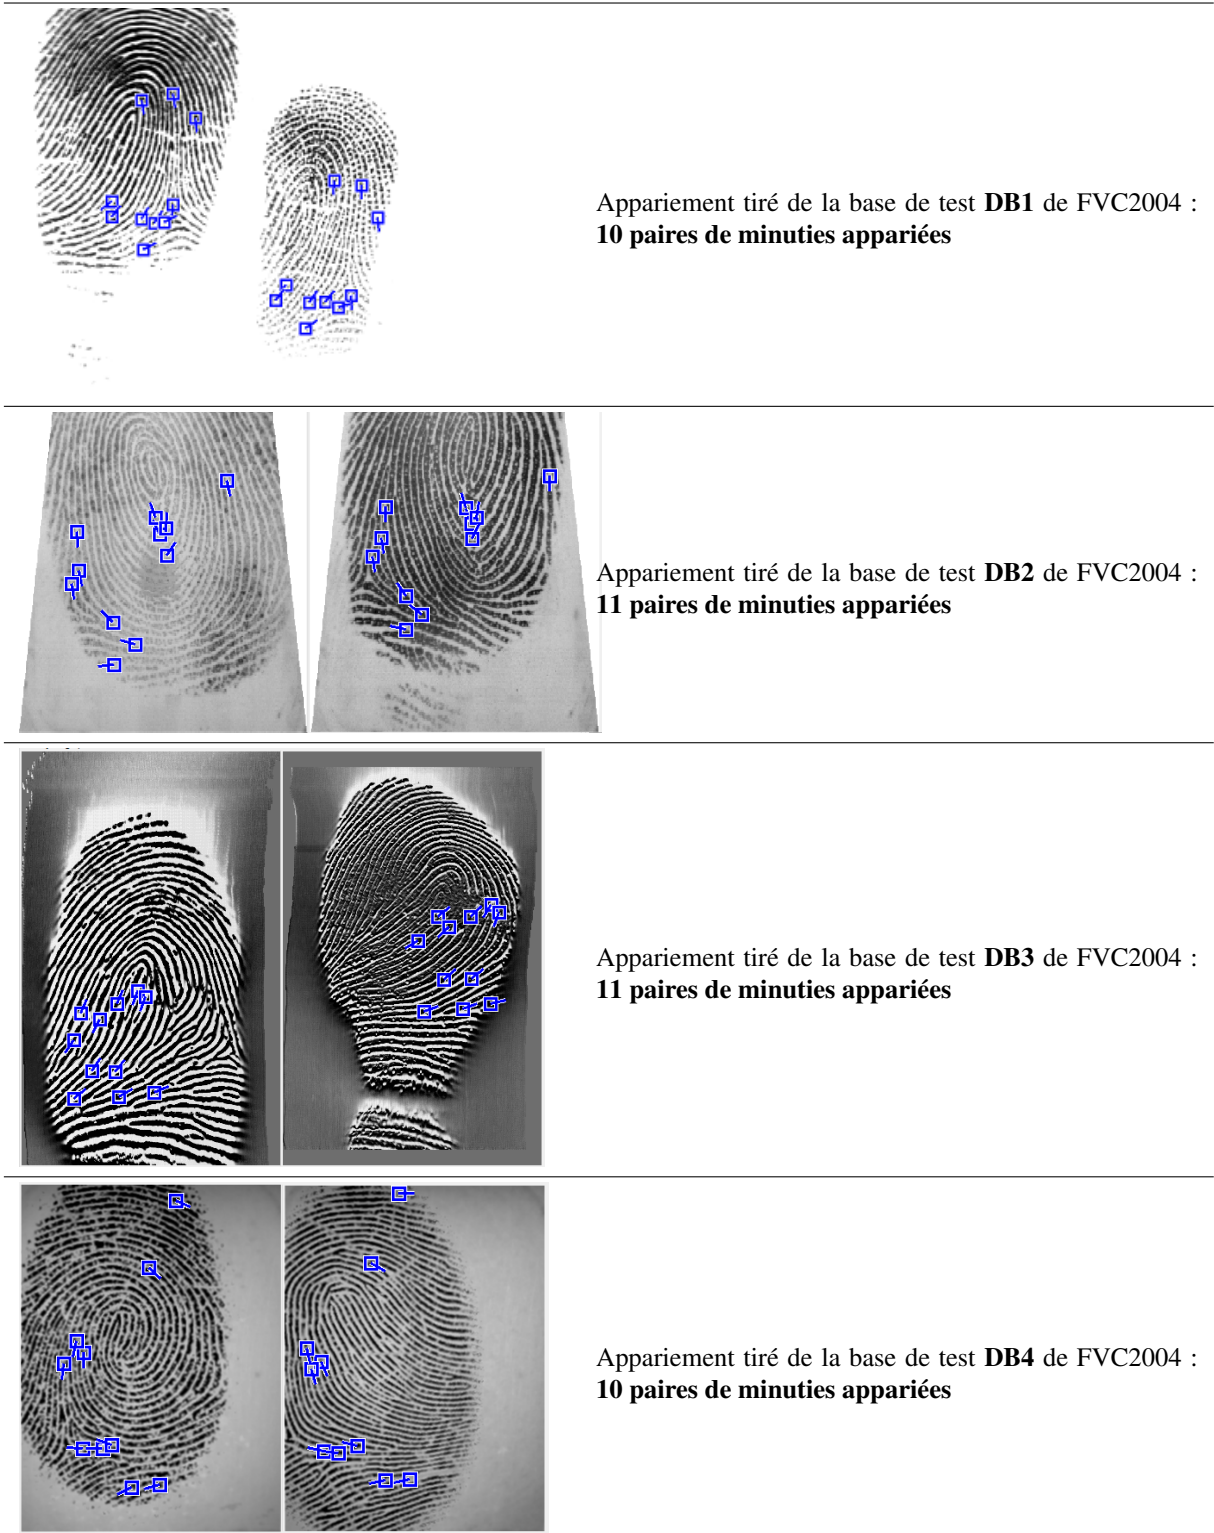 Appariement tiré de la base de test DB1 de FVC2004 :
10 paires de minuties appariées
Appariement tiré de la base de test DB2 de FVC2004 :
11 paires de minuties appariées
Appariement tiré de la base de test DB3 de FVC2004 :
11 paires de minuties appariées
Appariement tiré de la base de test DB4 de FVC2004 :
10 paires de minuties appariées